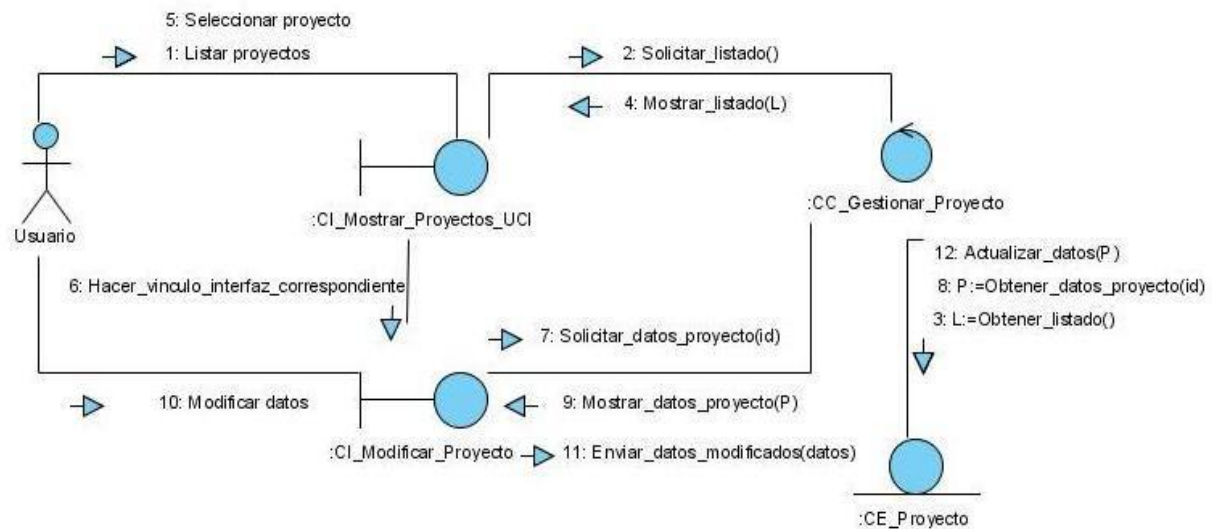 5: Seleccionar proyecto
1: Listar proyectos
2: Solicitar_listado()
4: Mostrar_listado(L)
:CI_Mostrar_Proyectos_UCI
:CC_Gestionar_Proyecto
Usuario
12: Actualizar_datos(P)
6: Hacer_vinculo_interfaz_correspondiente
8: P:=Obtener_datos_proyecto(id)
3: L:=Obtener_listado()
7: Solicitar_datos_proyecto(id)
10: Modificar datos
9: Mostrar_datos_proyecto(P)
:CI_Modificar_Proyecto
11: Enviar_datos_modificados(datos)
:CE_Proyecto